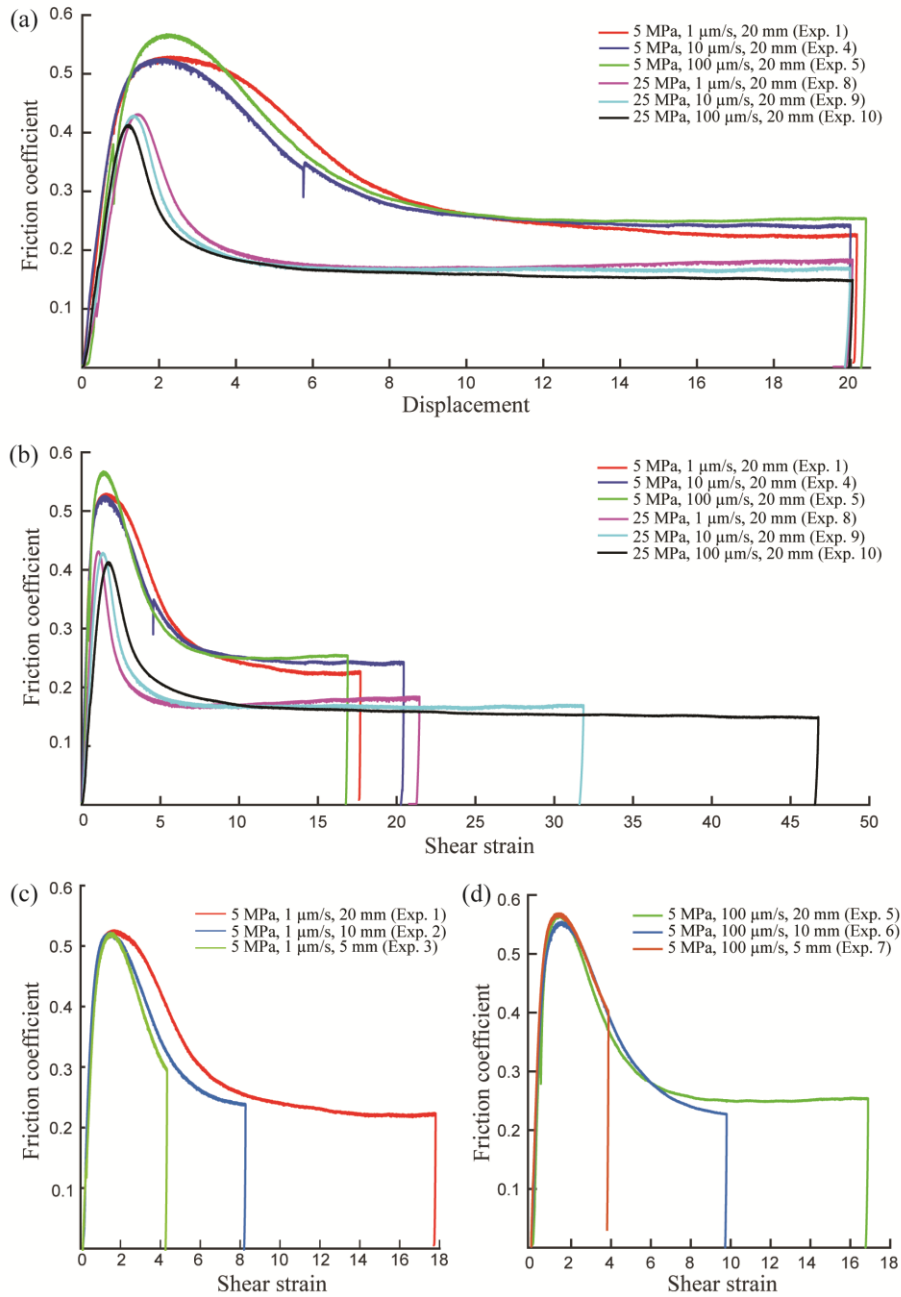 (a)
0.6
0.5
0.4
0.3
0.2
0.1
Friction coefficient
5 MPa, 1 μm/s, 20 mm (Exp. 1)
5 MPa, 10 μm/s, 20 mm (Exp. 4)
5 MPa, 100 μm/s, 20 mm (Exp. 5)
25 MPa, 1 μm/s, 20 mm (Exp. 8)
25 MPa, 10 μm/s, 20 mm (Exp. 9)
25 MPa, 100 μm/s, 20 mm (Exp. 10)
0 2 4 6 8 10 12 14 16 18 20
Displacement
(b)
0.6
0.5
0.4
0.3
0.2
0.1
Friction coefficient
5 MPa, 1 μm/s, 20 mm (Exp. 1)
5 MPa, 10 μm/s, 20 mm (Exp. 4)
5 MPa, 100 μm/s, 20 mm (Exp. 5)
25 MPa, 1 μm/s, 20 mm (Exp. 8)
25 MPa, 10 μm/s, 20 mm (Exp. 9)
25 MPa, 100 μm/s, 20 mm (Exp. 10)
0 5 10 15 20 25 30 35 40 45 50
Shear strain
(c)
0.6
0.5
0.4
0.3
0.2
0.1
Friction coefficient
5 MPa, 1 μm/s, 20 mm (Exp. 1)
5 MPa, 1 μm/s, 10 mm (Exp. 2)
5 MPa, 1 μm/s, 5 mm (Exp. 3)
0 2 4 6 8 10 12 14 16 18
Shear strain
(d)
0.6
0.5
0.4
0.3
0.2
0.1
Friction coefficient
5 MPa, 100 μm/s, 20 mm (Exp. 5)
5 MPa, 100 μm/s, 10 mm (Exp. 6)
5 MPa, 100 μm/s, 5 mm (Exp. 7)
0 2 4 6 8 10 12 14 16 18
Shear strain